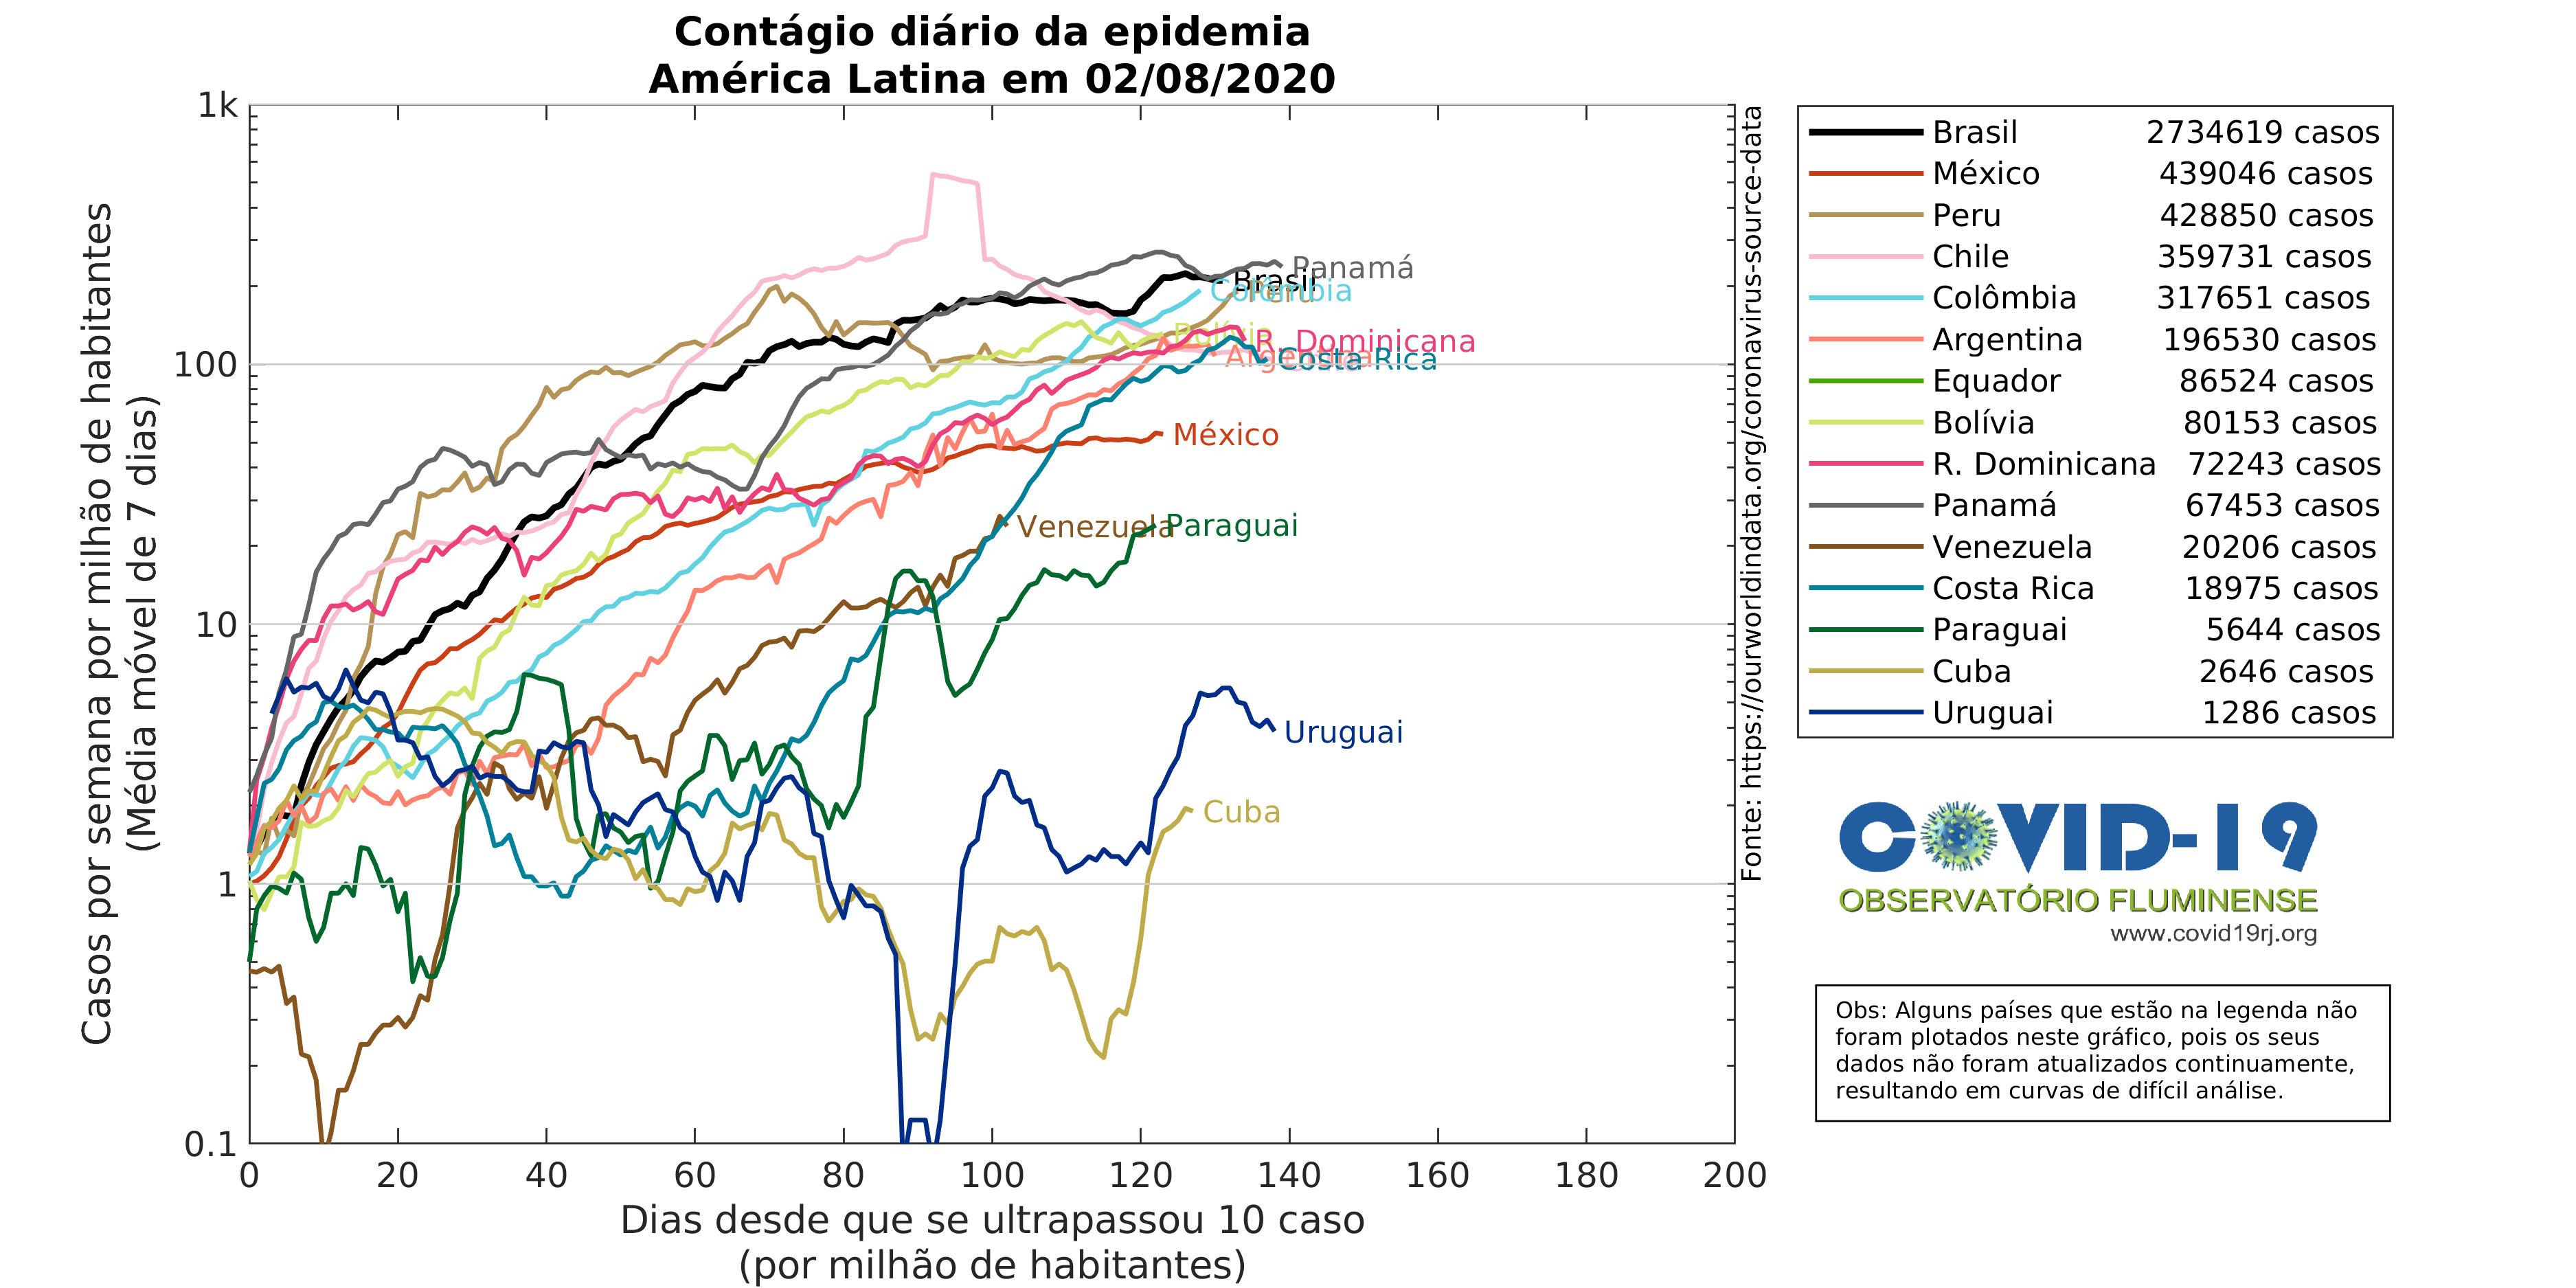 Contágio diário da epidemia
América Latina em 02/08/2020
Casos por semana por milhão de habitantes
(Média móvel de 7 dias)
1k
100
10
1
0.1
0
20
40
60
80
100
120
140
160
180
200
Dias desde que se ultrapassou 10 caso
(por milhão de habitantes)
Panamá
Brasil
Colômbia
Peru
Bolívia
R. Dominicana
Argentina
Costa Rica
México
Venezuela
Paraguai
Uruguai
Cuba
Fonte: https://ourworldindata.org/coronavirus-source-data
Brasil 2734619 casos
México 439046 casos
Peru 428850 casos
Chile 359731 casos
Colômbia 317651 casos
Argentina 196530 casos
Equador 86524 casos
Bolívia 80153 casos
R. Dominicana 72243 casos
Panamá 67453 casos
Venezuela 20206 casos
Costa Rica 18975 casos
Paraguai 5644 casos
Cuba 2646 casos
Uruguai 1286 casos
COVID-19
OBSERVATÓRIO FLUMINENSE
www.covid19rj.org
Obs: Alguns países que estão na legenda não
foram plotados neste gráfico, pois os seus
dados não foram atualizados continuamente,
resultando em curvas de difícil análise.